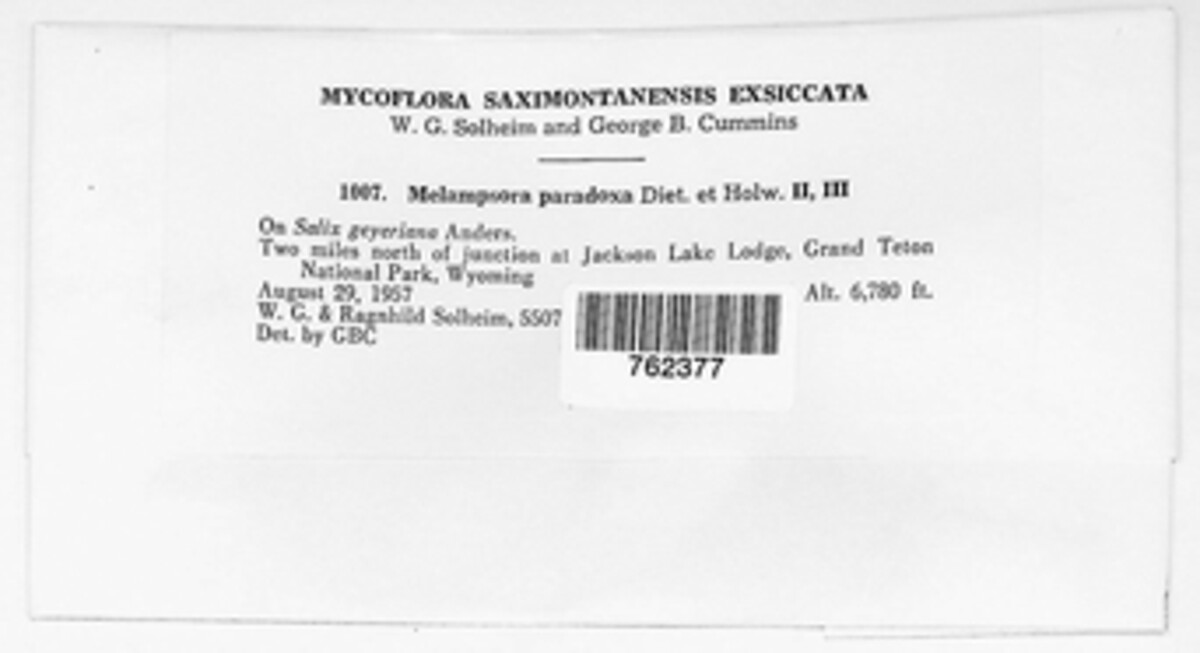 MYCOFLORA SAXIMONTANENSIS EXSICCATA
W. G. Solheim and George B. Cummins
1007. Melampsora paradoxa Diet. et Holw. II, III
On Salix geyeriana Anders.
Two miles north of junction at Jackson Lake Lodge, Grand Teton
National Park, Wyoming
August 29, 1957 Alt. 6,780 ft.
W. G. & Ragnhild Solheim, 5507
Det. by GBC
762377